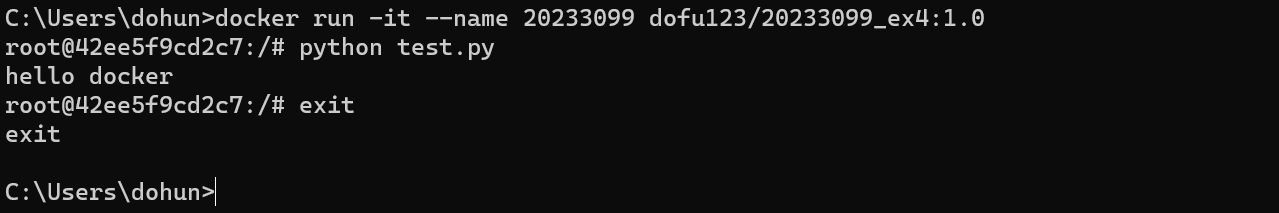 C:\Users\dohun>docker run -it --name 20233099 dofu123/20233099_ex4:1.0
root@42ee5f9cd2c7:/# python test.py
hello docker
root@42ee5f9cd2c7:/# exit
exit
C:\Users\dohun>